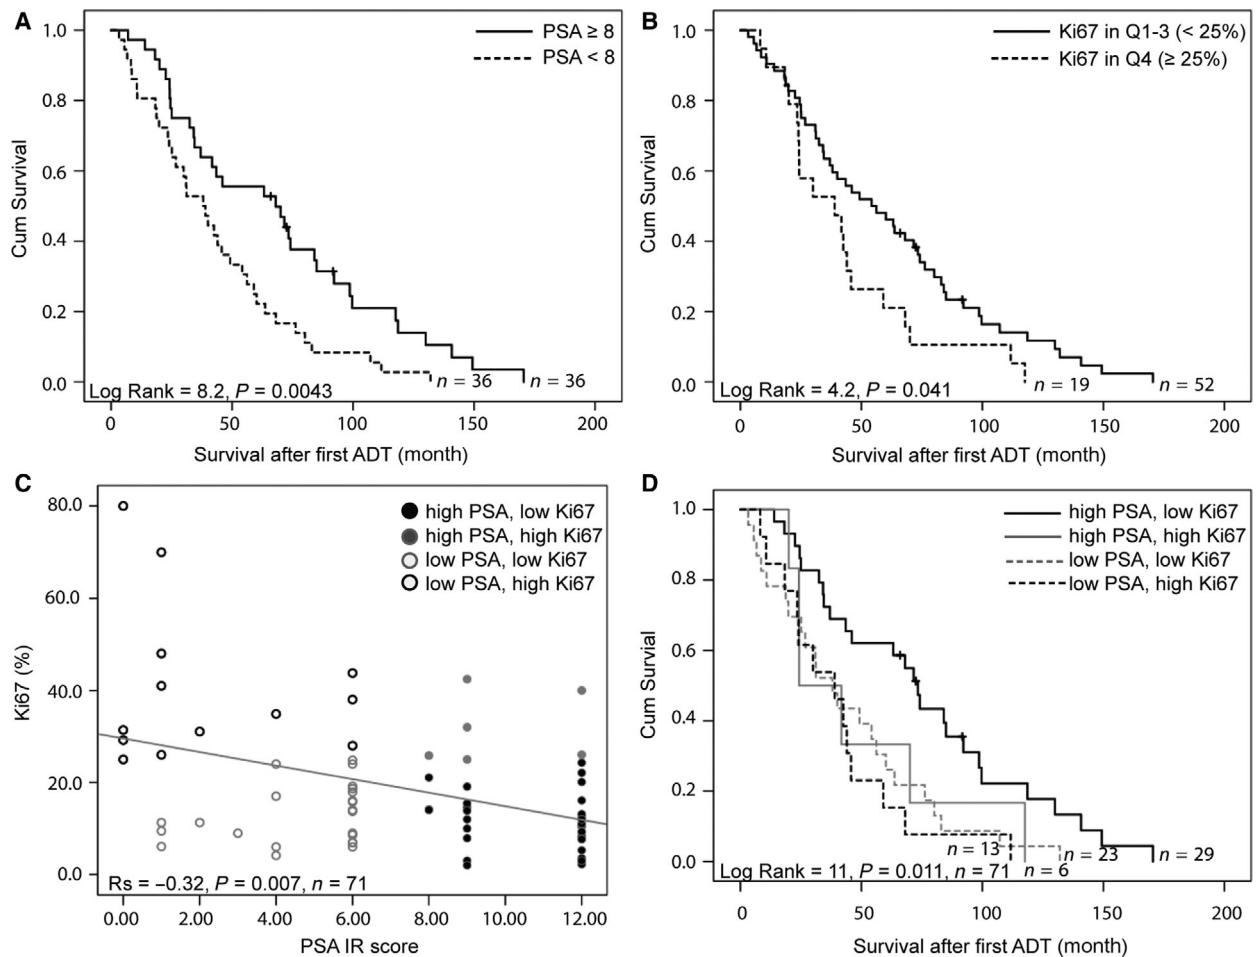 A
PSA ≥ 8
PSA < 8
Cum Survival
1.0
0.8
0.6
0.4
0.2
0.0
n = 36
n = 36
Log Rank = 8.2, P = 0.0043
0
50
100
150
200
Survival after first ADT (month)
B
Ki67 in Q1-3 (< 25%)
Ki67 in Q4 (≥ 25%)
Cum Survival
1.0
0.8
0.6
0.4
0.2
0.0
n = 19
n = 52
Log Rank = 4.2, P = 0.041
0
50
100
150
200
Survival after first ADT (month)
C
high PSA, low Ki67
high PSA, high Ki67
low PSA, low Ki67
low PSA, high Ki67
Ki67 (%)
80.0
60.0
40.0
20.0
0.0
Rs = −0.32, P = 0.007, n = 71
0.00
2.00
4.00
6.00
8.00
10.00
12.00
PSA IR score
D
high PSA, low Ki67
high PSA, high Ki67
low PSA, low Ki67
low PSA, high Ki67
Cum Survial
1.0
0.8
0.6
0.4
0.2
0.0
n = 13
n = 23
n = 29
n = 6
Log Rank = 11, P = 0.011, n = 71
0
50
100
150
200
Survival after first ADT (month)